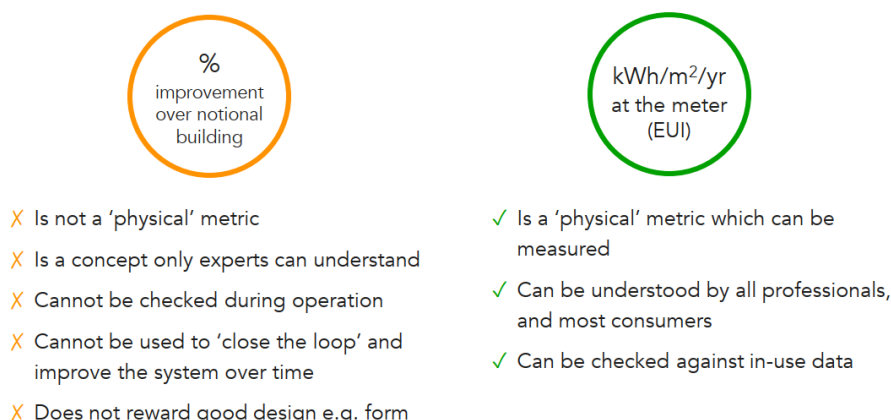 %
improvement
over notional
building
✗ Is not a ‘physical’ metric
✗ Is a concept only experts can understand
✗ Cannot be checked during operation
✗ Cannot be used to ‘close the loop’ and
improve the system over time
✗ Does not reward good design e.g. form
kWh/m²/yr
at the meter
(EUI)
✓ Is a ‘physical’ metric which can be
measured
✓ Can be understood by all professionals,
and most consumers
✓ Can be checked against in-use data